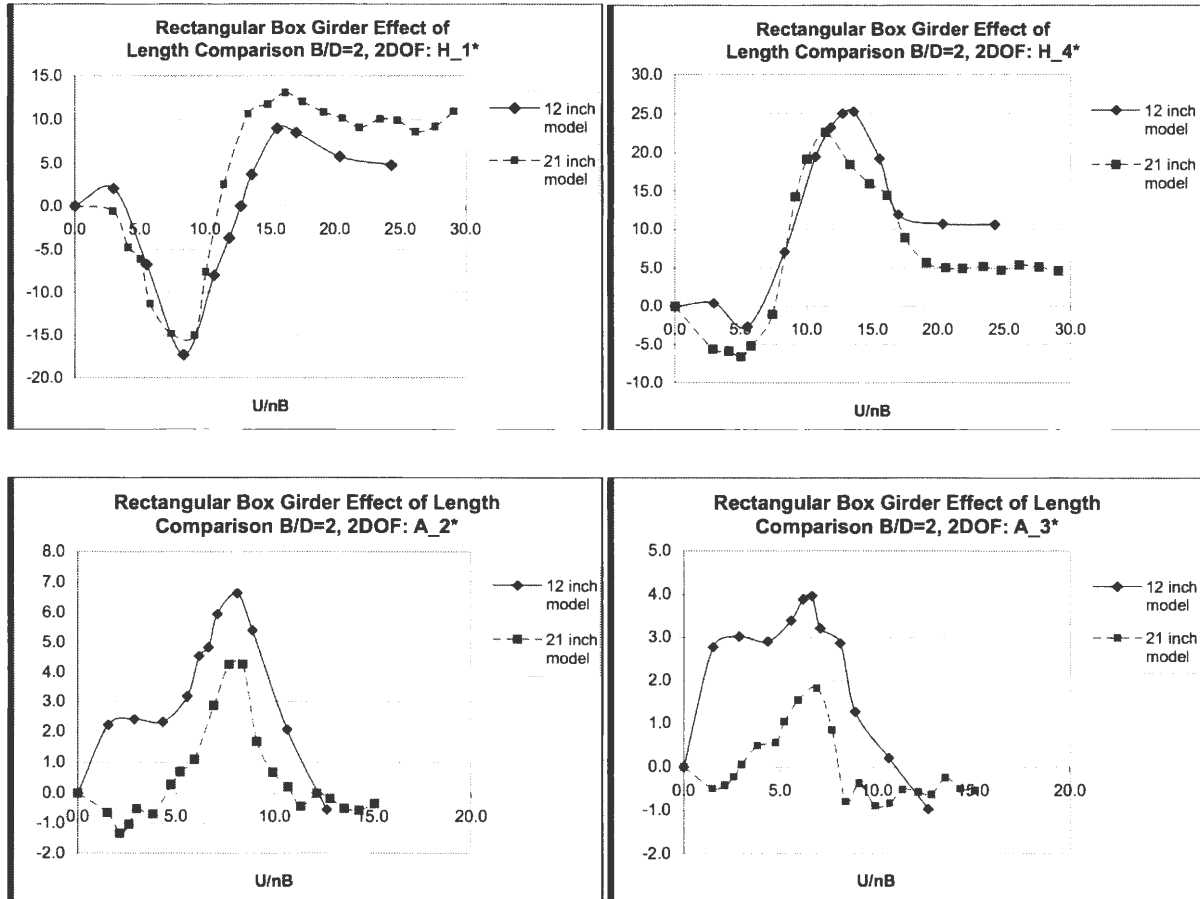 Rectangular Box Girder Effect of
Length Comparison B/D=2, 2DOF: H_1*
15.0
10.0
5.0
0.0
-5.0
-10.0
-15.0
-20.0
0.0
5.0
10.0
15.0
20.0
25.0
30.0
U/nB
12 inch
model
21 inch
model
Rectangular Box Girder Effect of
Length Comparison B/D=2, 2DOF: H_4*
30.0
25.0
20.0
15.0
10.0
5.0
0.0
-5.0
-10.0
0.0
5.0
10.0
15.0
20.0
25.0
30.0
U/nB
12 inch
model
21 inch
model
Rectangular Box Girder Effect of Length
Comparison B/D=2, 2DOF: A_2*
8.0
7.0
6.0
5.0
4.0
3.0
2.0
1.0
0.0
-1.0
-2.0
0.0
5.0
10.0
15.0
20.0
U/nB
12 inch
model
21 inch
model
Rectangular Box Girder Effect of Length
Comparison B/D=2, 2DOF: A_3*
5.0
4.0
3.0
2.0
1.0
0.0
-1.0
-2.0
0.0
5.0
10.0
15.0
20.0
U/nB
12 inch
model
21 inch
model